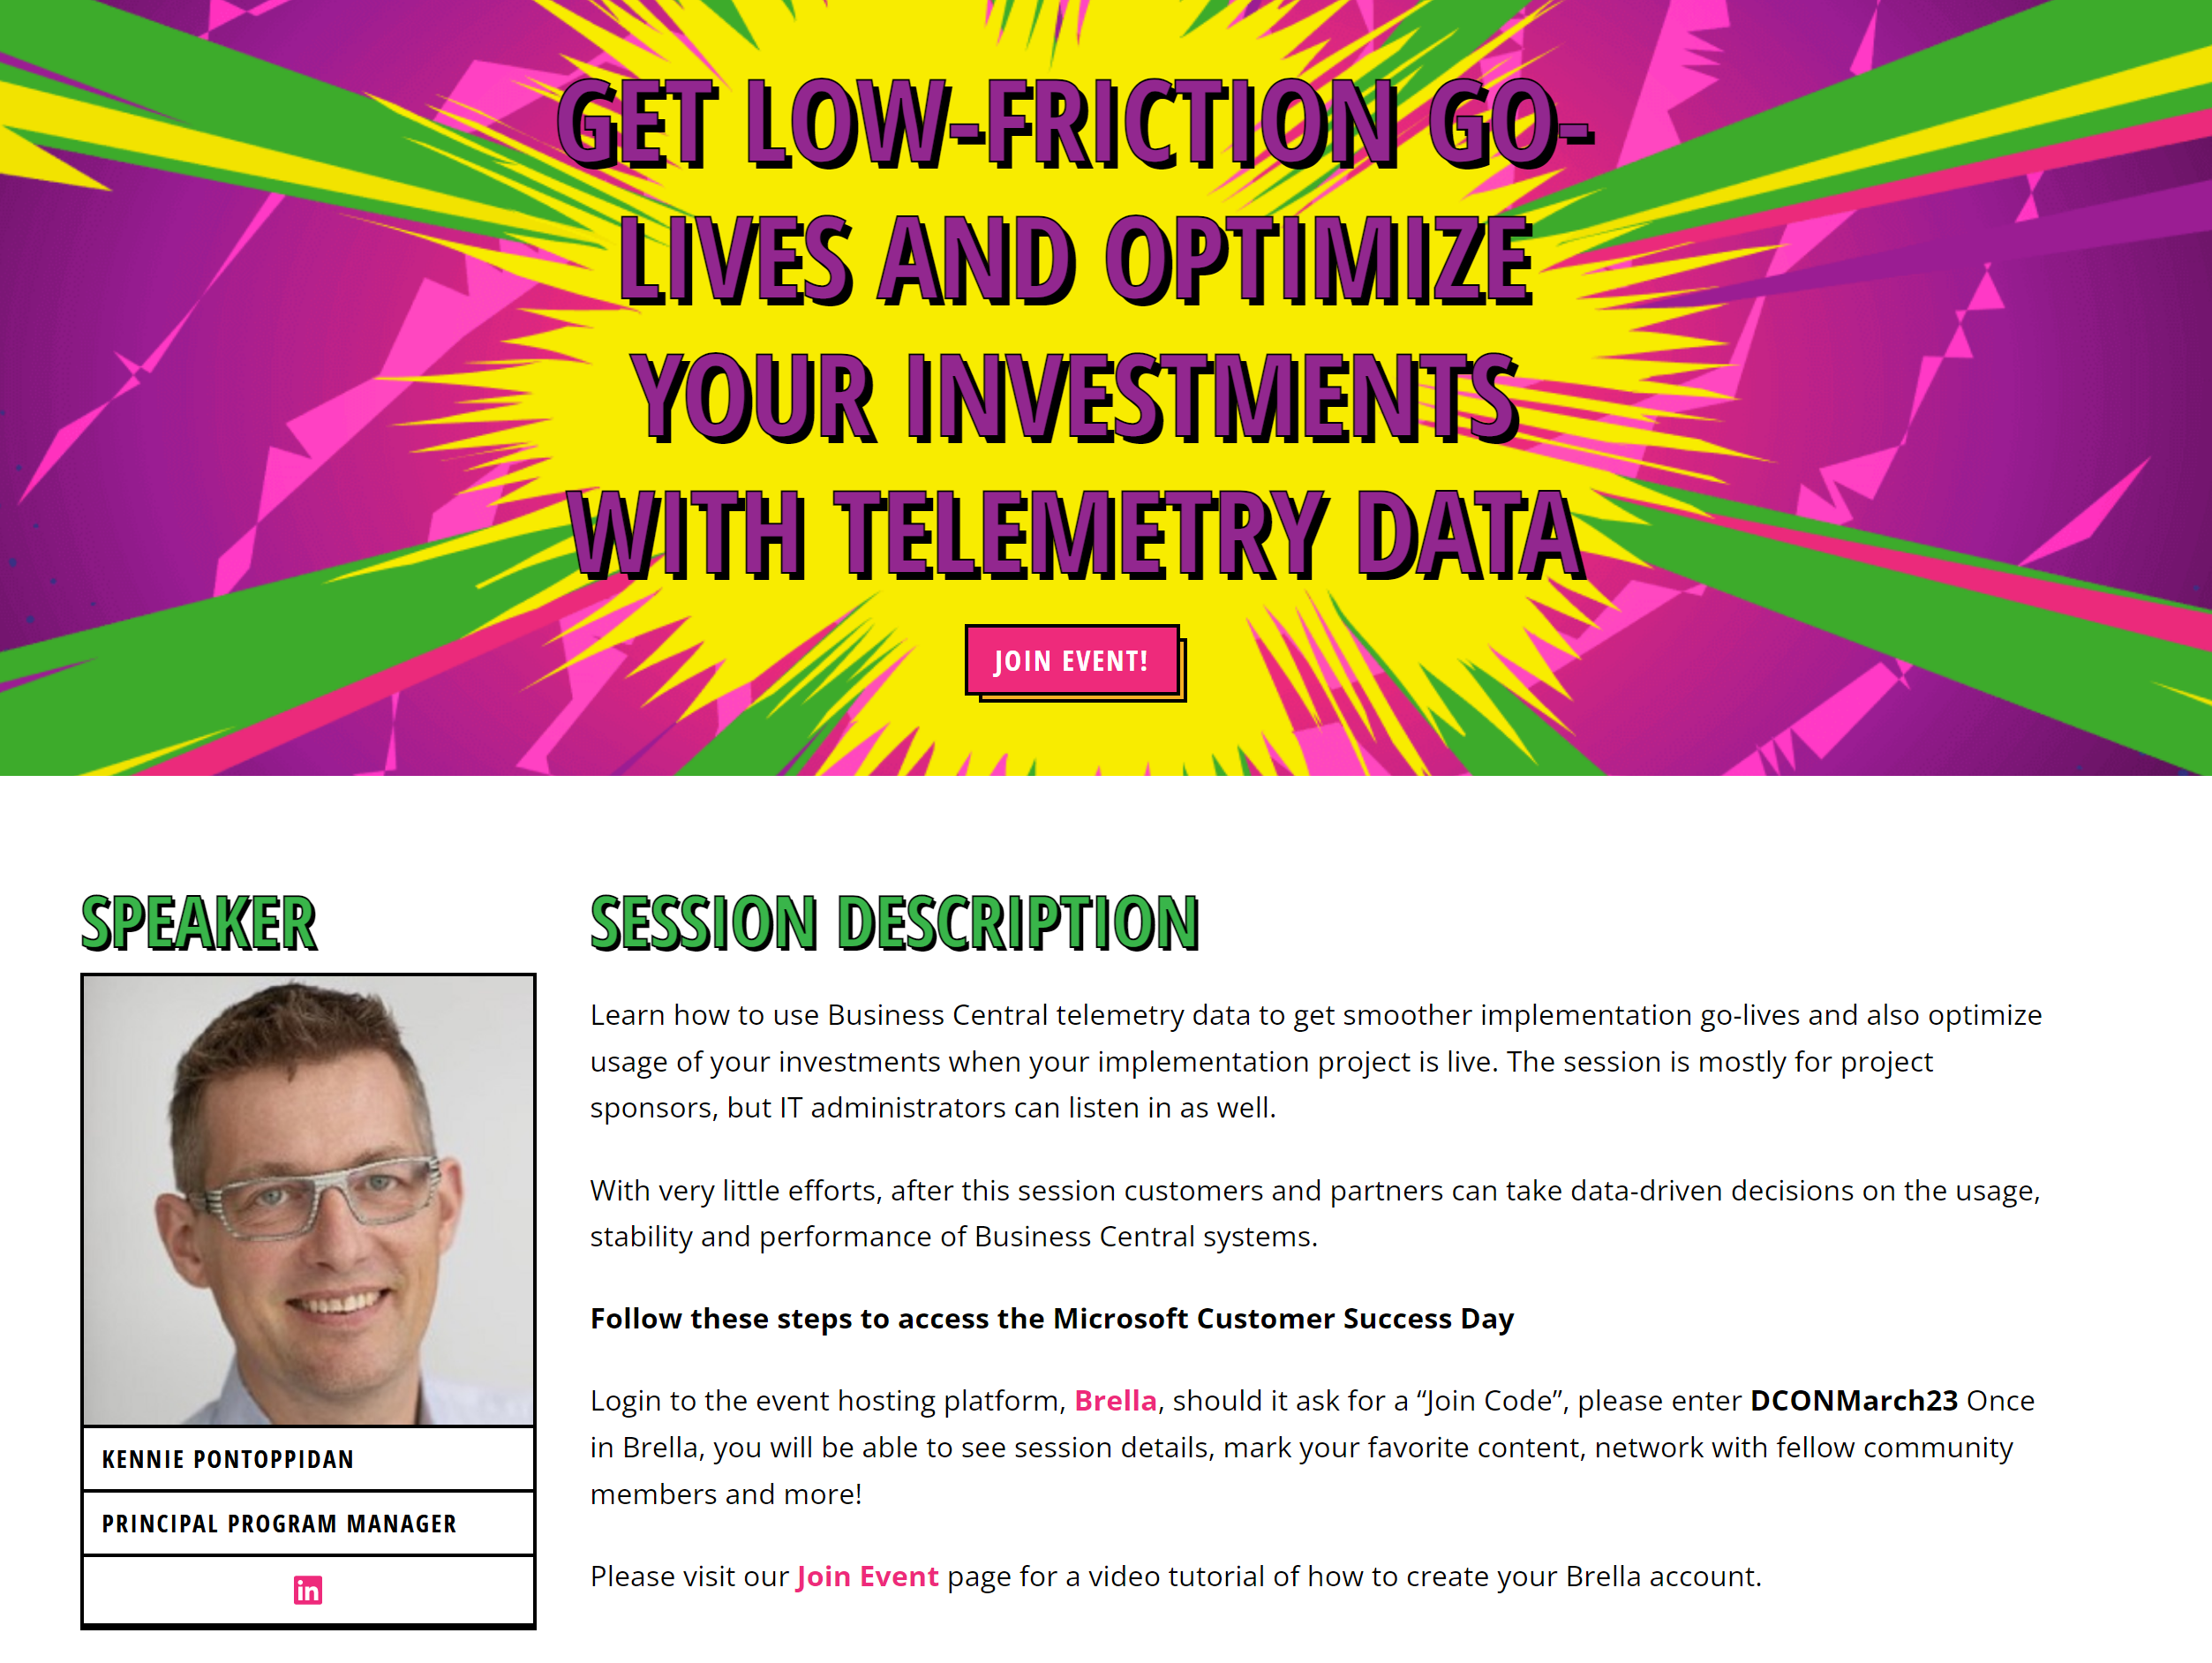 GET LOW-FRICTION GO-
LIVES AND OPTIMIZE
YOUR INVESTMENTS
WITH TELEMETRY DATA
JOIN EVENT!
SPEAKER
KENNIE PONTOPPIDAN
PRINCIPAL PROGRAM MANAGER
in
SESSION DESCRIPTION
Learn how to use Business Central telemetry data to get smoother implementation go-lives and also optimize
usage of your investments when your implementation project is live. The session is mostly for project
sponsors, but IT administrators can listen in as well.
With very little efforts, after this session customers and partners can take data-driven decisions on the usage,
stability and performance of Business Central systems.
Follow these steps to access the Microsoft Customer Success Day
Login to the event hosting platform, Brella, should it ask for a “Join Code”, please enter DCONMarch23 Once
in Brella, you will be able to see session details, mark your favorite content, network with fellow community
members and more!
Please visit our Join Event page for a video tutorial of how to create your Brella account.